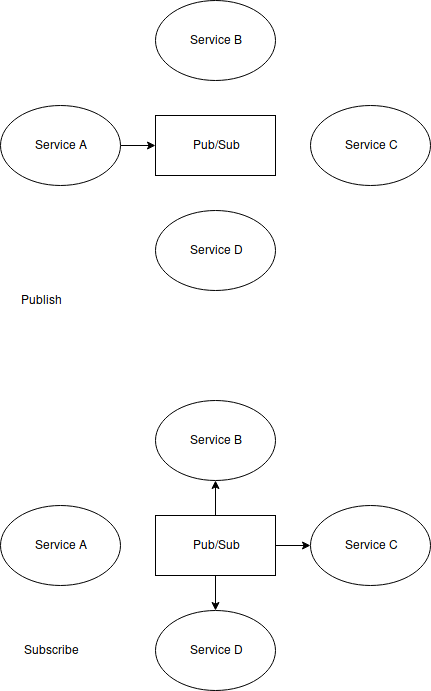 Service B
Service A
Pub/Sub
Service C
Service D
Publish
Service B
Service A
Pub/Sub
Service C
Service D
Subscribe